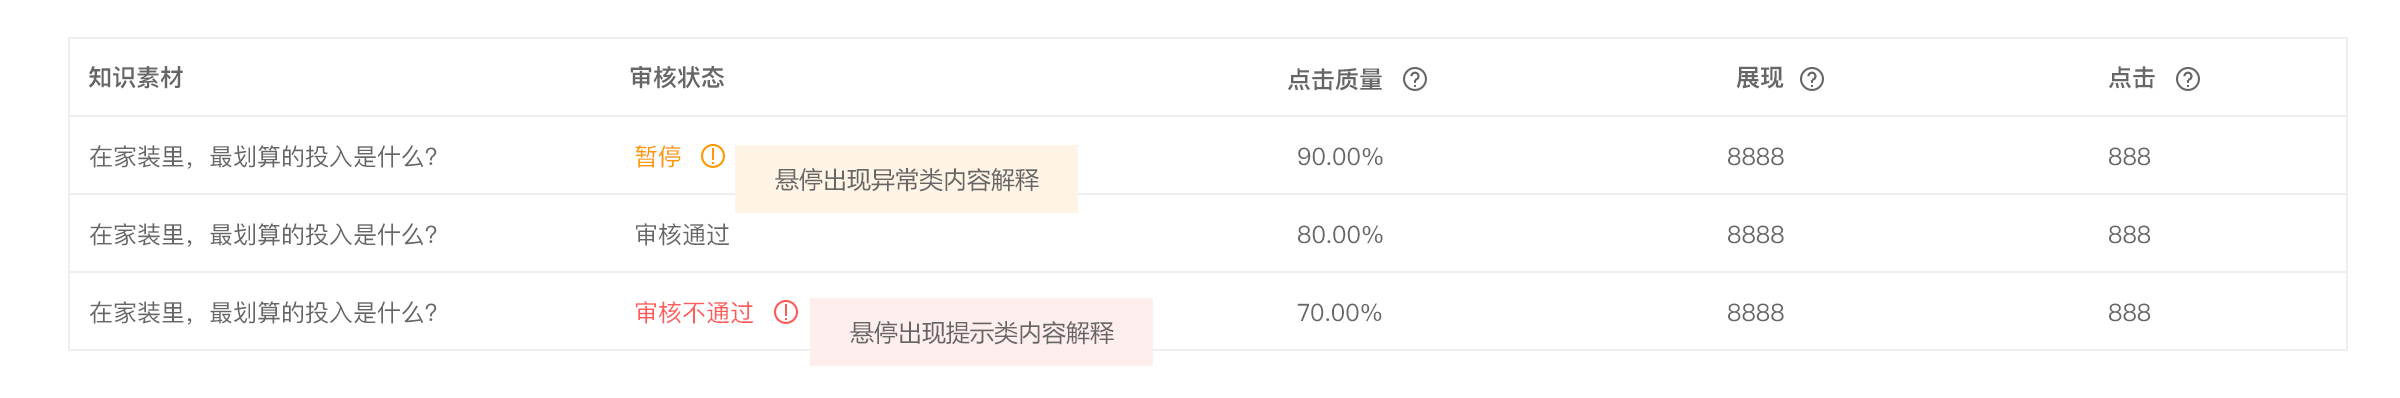 知识素材 审核状态 点击质量 展现 点击
在家装里，最划算的投入是什么？ 暂停 90.00% 8888 888
悬停出现异常类内容解释
在家装里，最划算的投入是什么？ 审核通过 80.00% 8888 888
在家装里，最划算的投入是什么？ 审核不通过 70.00% 8888 888
悬停出现提示类内容解释